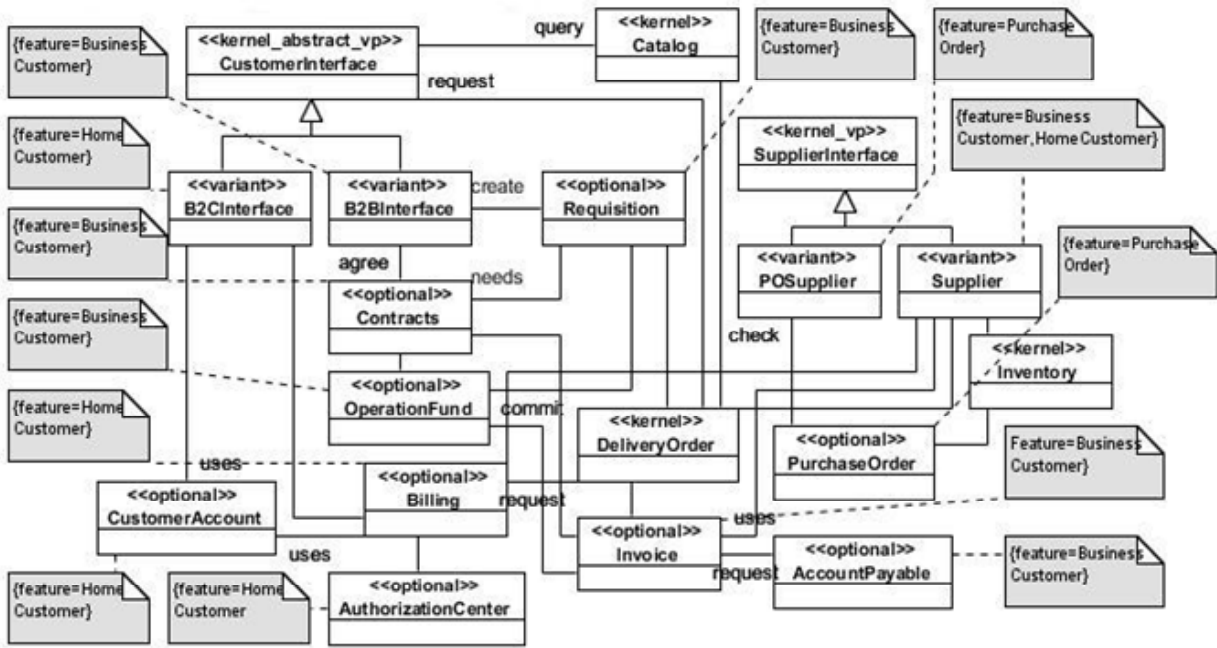 {feature=Business
Customer}
<<kernel_abstract_vp>>
CustomerInterface
query
request
<<kernel>>
Catalog
{feature=Business
Customer}
{feature=Purchase
Order}
{feature=Home
Customer}
<<kernel_vp>>
SupplierInterface
{feature=Business
Customer,HomeCustomer}
<<variant>>
B2CInterface
<<variant>>
B2BInterface
create
<<optional>>
Requisition
{feature=Business
Customer}
agree
needs
<<variant>>
POSupplier
<<variant>>
Supplier
{feature=Purchase
Order}
<<optional>>
Contracts
{feature=Business
Customer}
check
<<kernel>>
Inventory
<<optional>>
OperationFund
commit
{feature=Home
Customer}
<<kernel>>
DeliveryOrder
<<optional>>
PurchaseOrder
Feature=Business
Customer}
uses
<<optional>>
CustomerAccount
<<optional>>
Billing
request
uses
<<optional>>
Invoice
uses
request
<<optional>>
AccountPayable
{feature=Business
Customer}
{feature=Home
Customer}
{feature=Home
Customer
<<optional>>
AuthorizationCenter